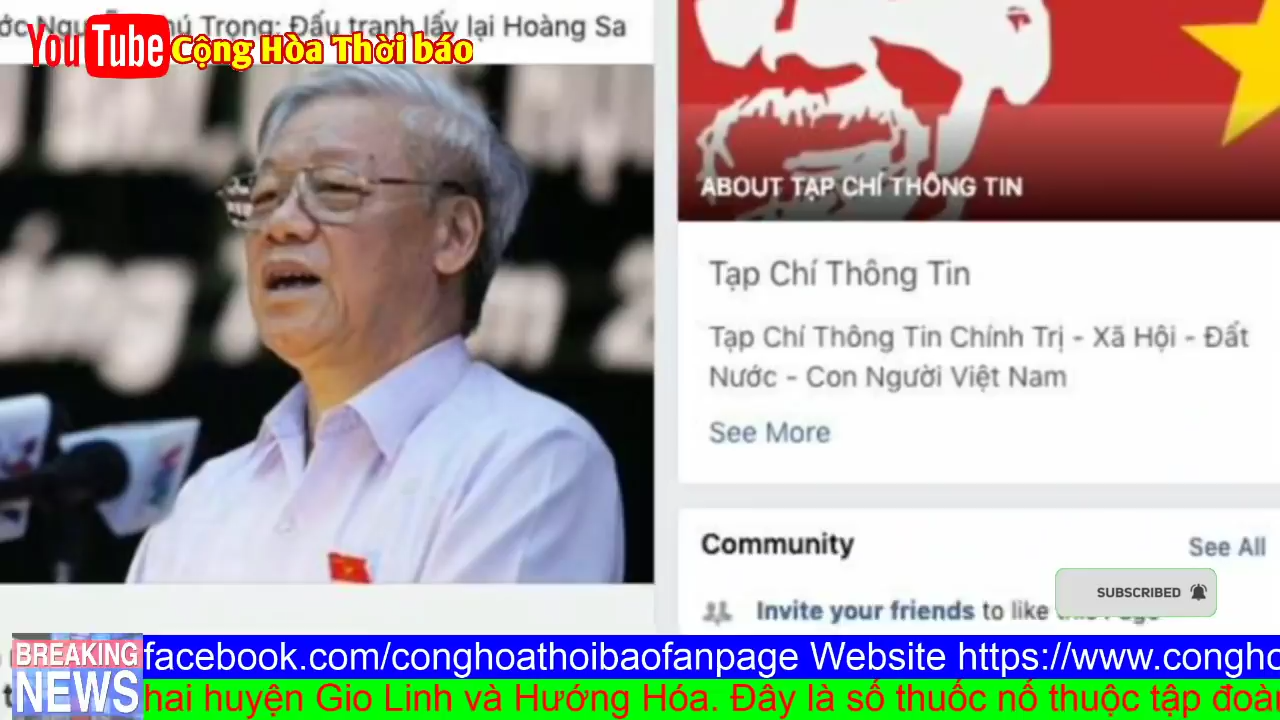 Trọng: Đấu tranh lấy lại Hoàng Sa
YouTube Cộng Hòa Thời báo
ABOUT TẠP CHÍ THÔNG TIN
Tạp Chí Thông Tin
Tạp Chí Thông Tin Chính Trị - Xã Hội - Đất
Nước - Con Người Việt Nam
See More
Community
See All
SUBSCRIBED
Invite your friends to like
BREAKING
NEWS
facebook.com/conghoathoibaofanpage Website https://www.congho
hai huyện Gio Linh và Hướng Hóa. Đây là số thuốc nổ thuộc tập đoà